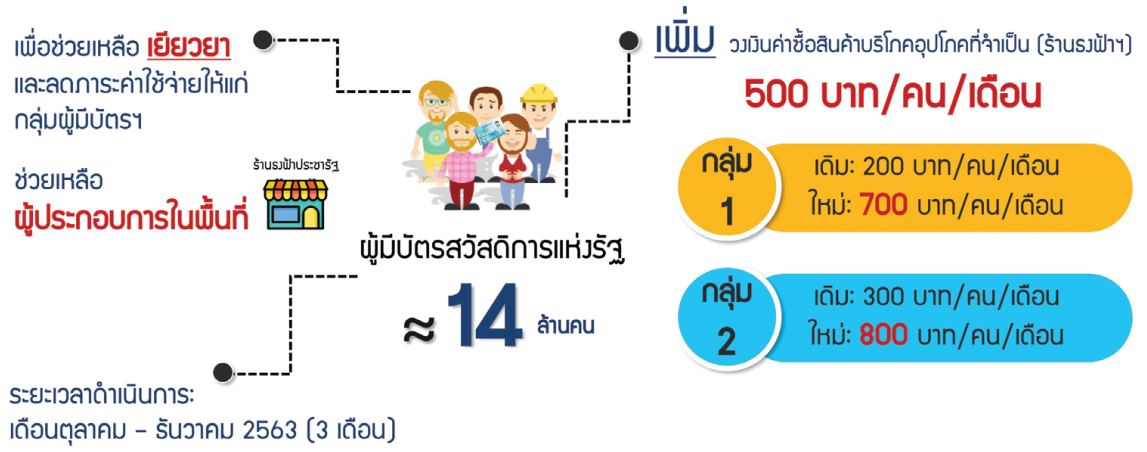 เพื่อช่วยเหลือ เยียวยา
และลดภาระค่าใช้จ่ายให้แก่
กลุ่มผู้มีบัตรฯ
ช่วยเหลือ
ผู้ประกอบการในพื้นที่
ร้านธงฟ้าประชารัฐ
ผู้มีบัตรสวัสดิการแห่งรัฐ
≈ 14 ล้านคน
ระยะเวลาดำเนินการ:
เดือนตุลาคม - ธันวาคม 2563 (3 เดือน)
เพิ่ม วงเงินค่าซื้อสินค้าบริโภคอุปโภคที่จำเป็น (ร้านธงฟ้าฯ)
500 บาท/คน/เดือน
กลุ่ม
1
เดิม: 200 บาท/คน/เดือน
ใหม่: 700 บาท/คน/เดือน
กลุ่ม
2
เดิม: 300 บาท/คน/เดือน
ใหม่: 800 บาท/คน/เดือน